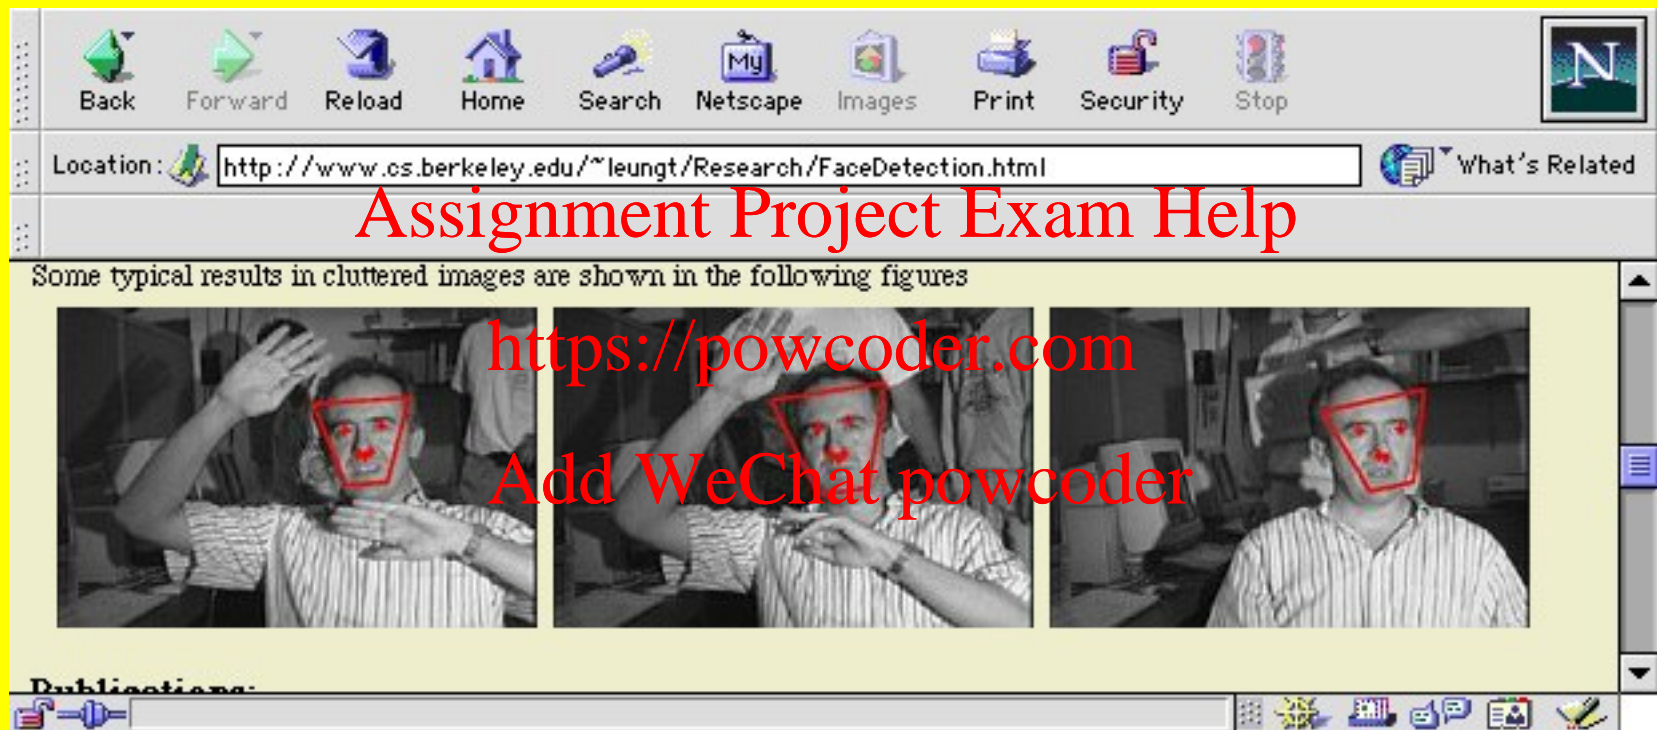 Back Forward Reload Home Search Netscape Images Print Security Stop
My
N
Location: http://www.cs.berkeley.edu/~leungt/Research/FaceDetection.html What's Related
Assignment Project Exam Help
Some typical results in cluttered images are shown in the following figures
https://powcoder.com
Add WeChat powcoder
Publications: